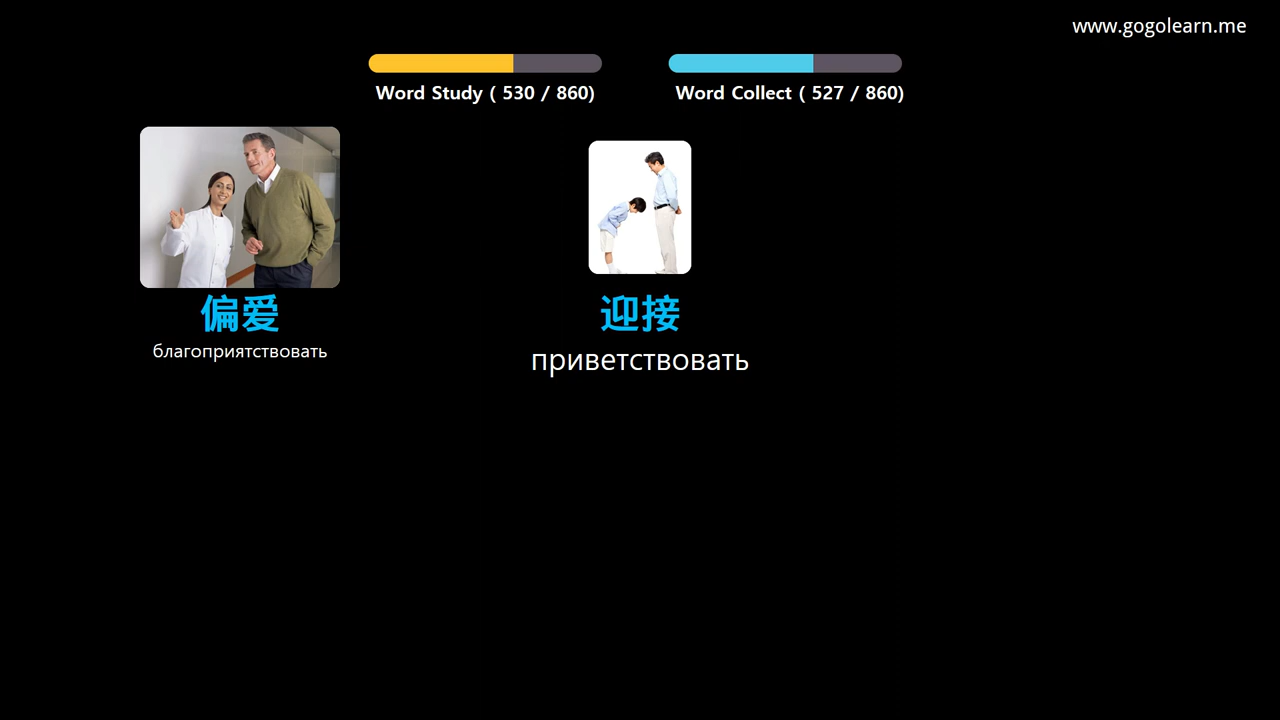 www.gogolearn.me
Word Study ( 530 / 860)
Word Collect ( 527 / 860)
偏爱
благоприятствовать
迎接
приветствовать